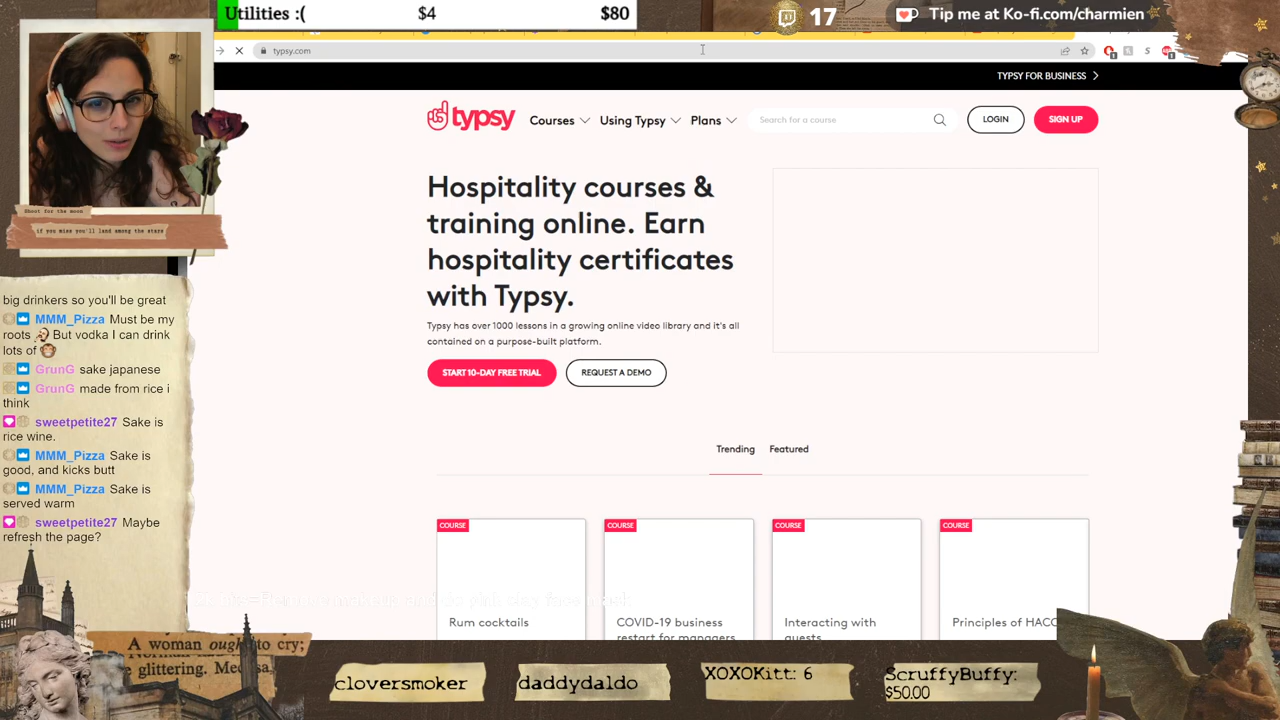 Utilities :( $4 $80
17
Tip me at Ko-fi.com/charmien
typsy.com
TYPSY FOR BUSINESS
typsy
Courses
Using Typsy
Plans
Search for a course
LOGIN
SIGN UP
Hospitality courses &
training online. Earn
hospitality certificates
with Typsy.
Typsy has over 1000 lessons in a growing online video library and it's all
contained on a purpose-built platform.
START 10-DAY FREE TRIAL
REQUEST A DEMO
Trending
Featured
COURSE
Rum cocktails
COURSE
COVID-19 business
restart for managers
COURSE
Interacting with
guests
COURSE
Principles of HACC
Shoot for the moon
if you miss you'll land among the stars
big drinkers so you'll be great
MMM_Pizza Must be my
roots But vodka I can drink
lots of
GrunG sake japanese
GrunG made from rice i
think
sweetpetite27 Sake is
rice wine.
MMM_Pizza Sake is
good, and kicks butt
MMM_Pizza Sake is
served warm
sweetpetite27 Maybe
refresh the page?
A woman ought to cry;
glittering.
cloversmoker
daddydaldo
XOXOKitt: 6
ScruffyBuffy:
$50.00